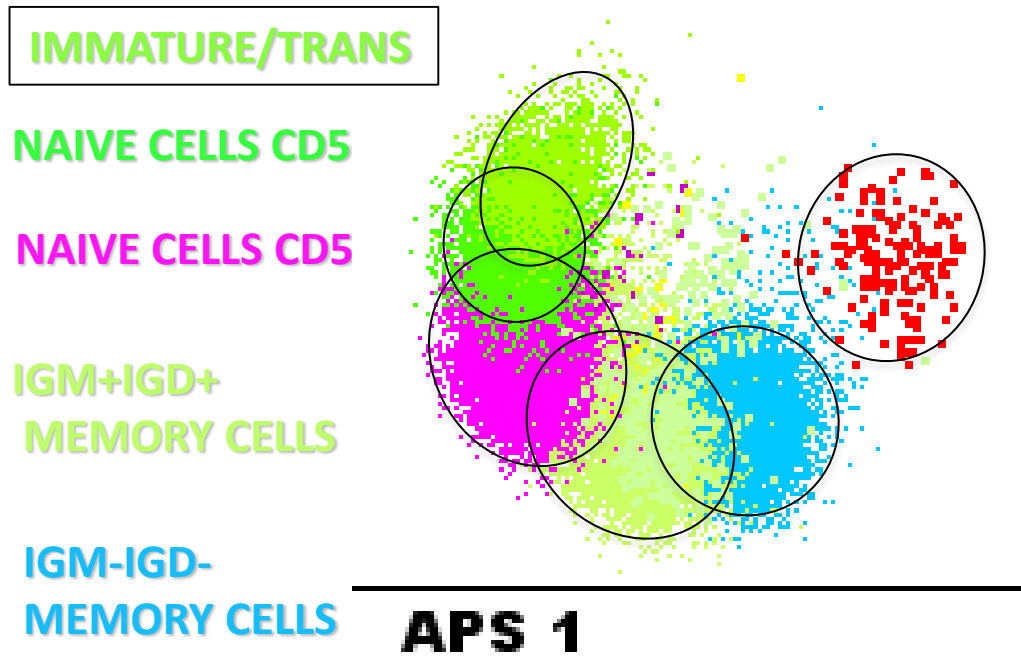 IMMATURE/TRANS
NAIVE CELLS CD5
NAIVE CELLS CD5
IGM+IGD+
MEMORY CELLS
IGM-IGD-
MEMORY CELLS
APS 1